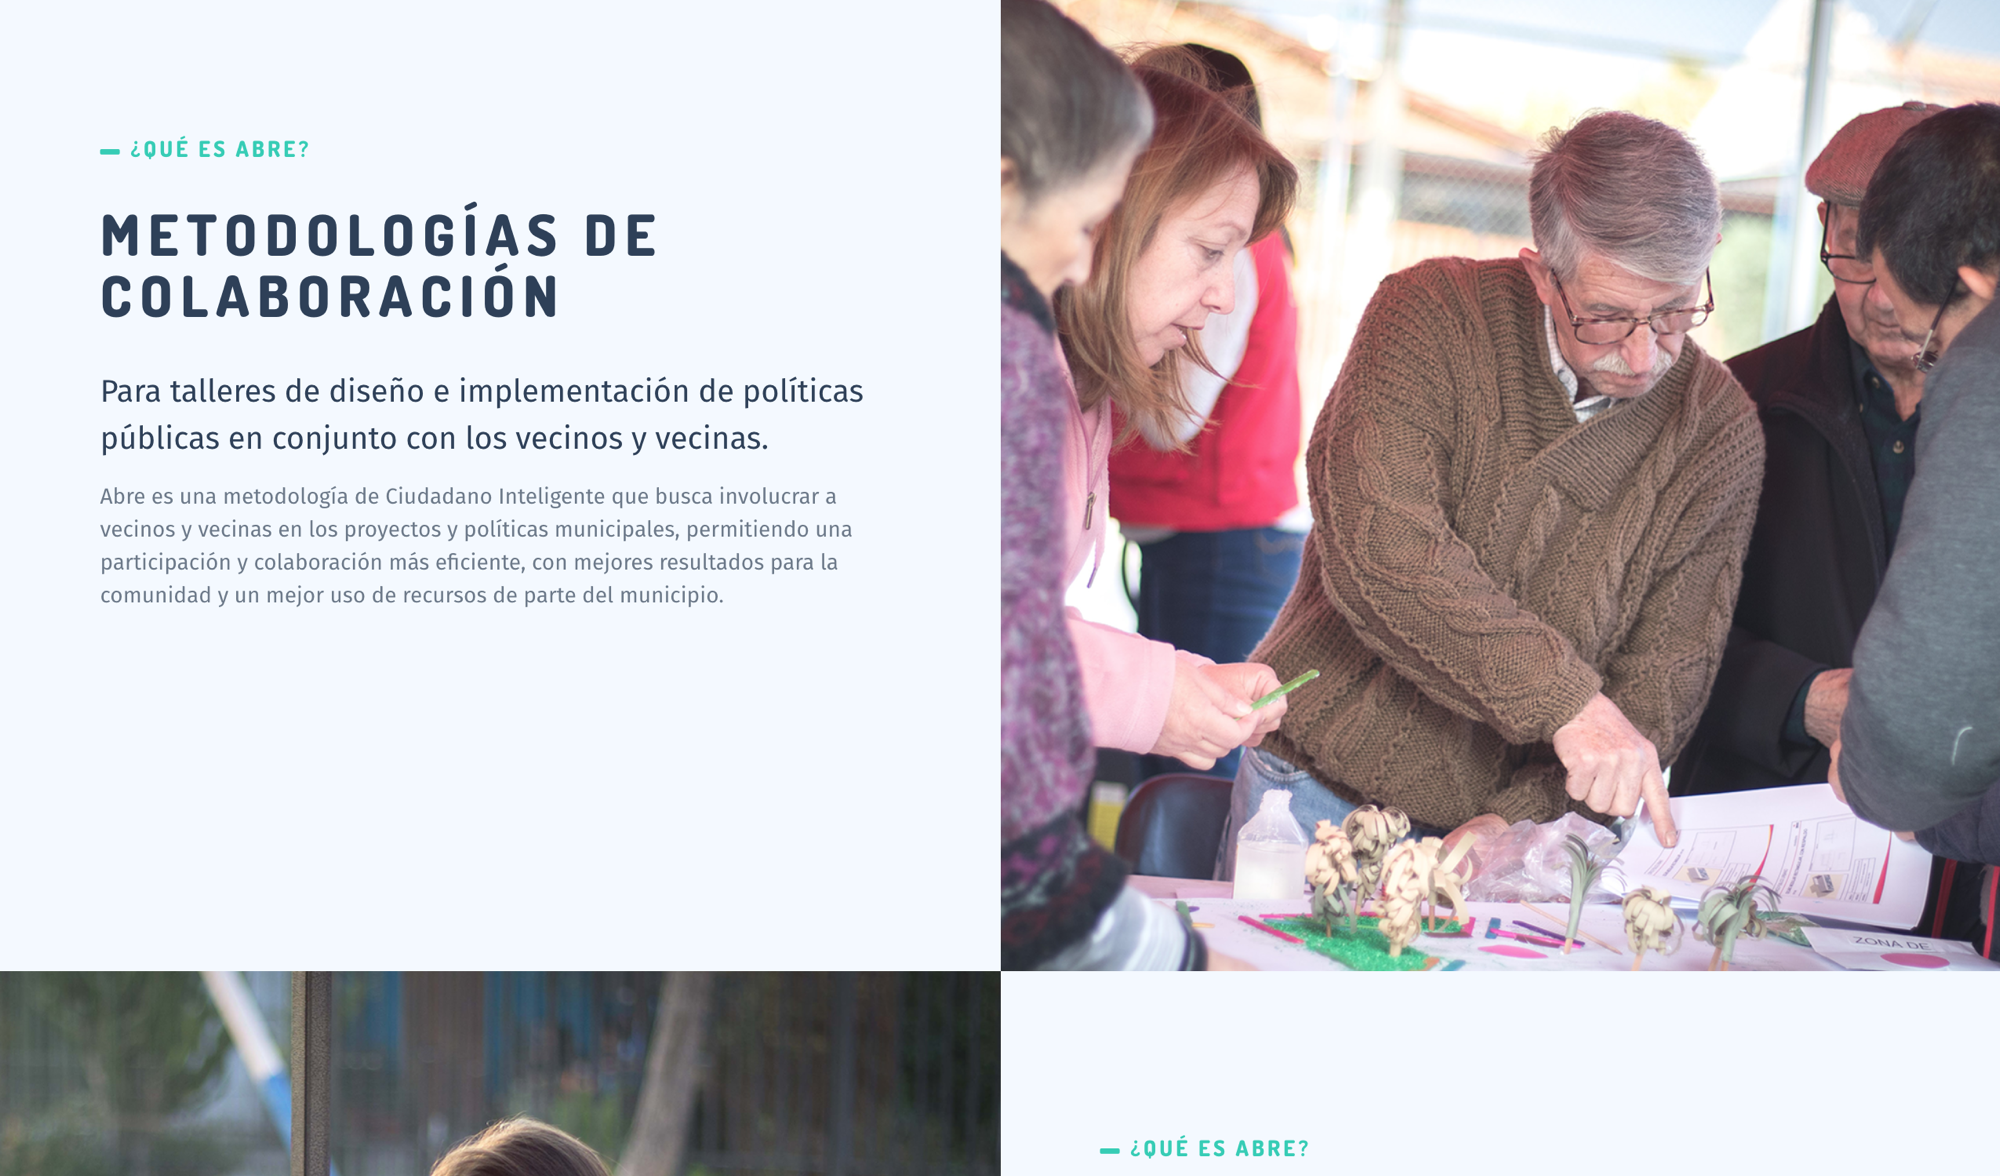 ¿QUÉ ES ABRE?
METODOLOGÍAS DE
COLABORACIÓN
Para talleres de diseño e implementación de políticas
públicas en conjunto con los vecinos y vecinas.
Abre es una metodología de Ciudadano Inteligente que busca involucrar a
vecinos y vecinas en los proyectos y políticas municipales, permitiendo una
participación y colaboración más eficiente, con mejores resultados para la
comunidad y un mejor uso de recursos de parte del municipio.
ZONA DE
¿QUÉ ES ABRE?